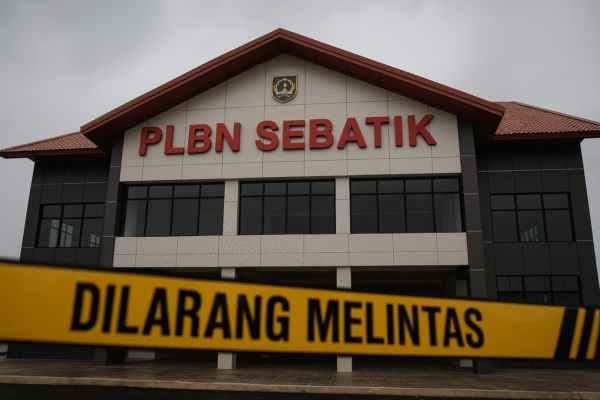 PLBN SEBATIK
DILARANG MELINTAS